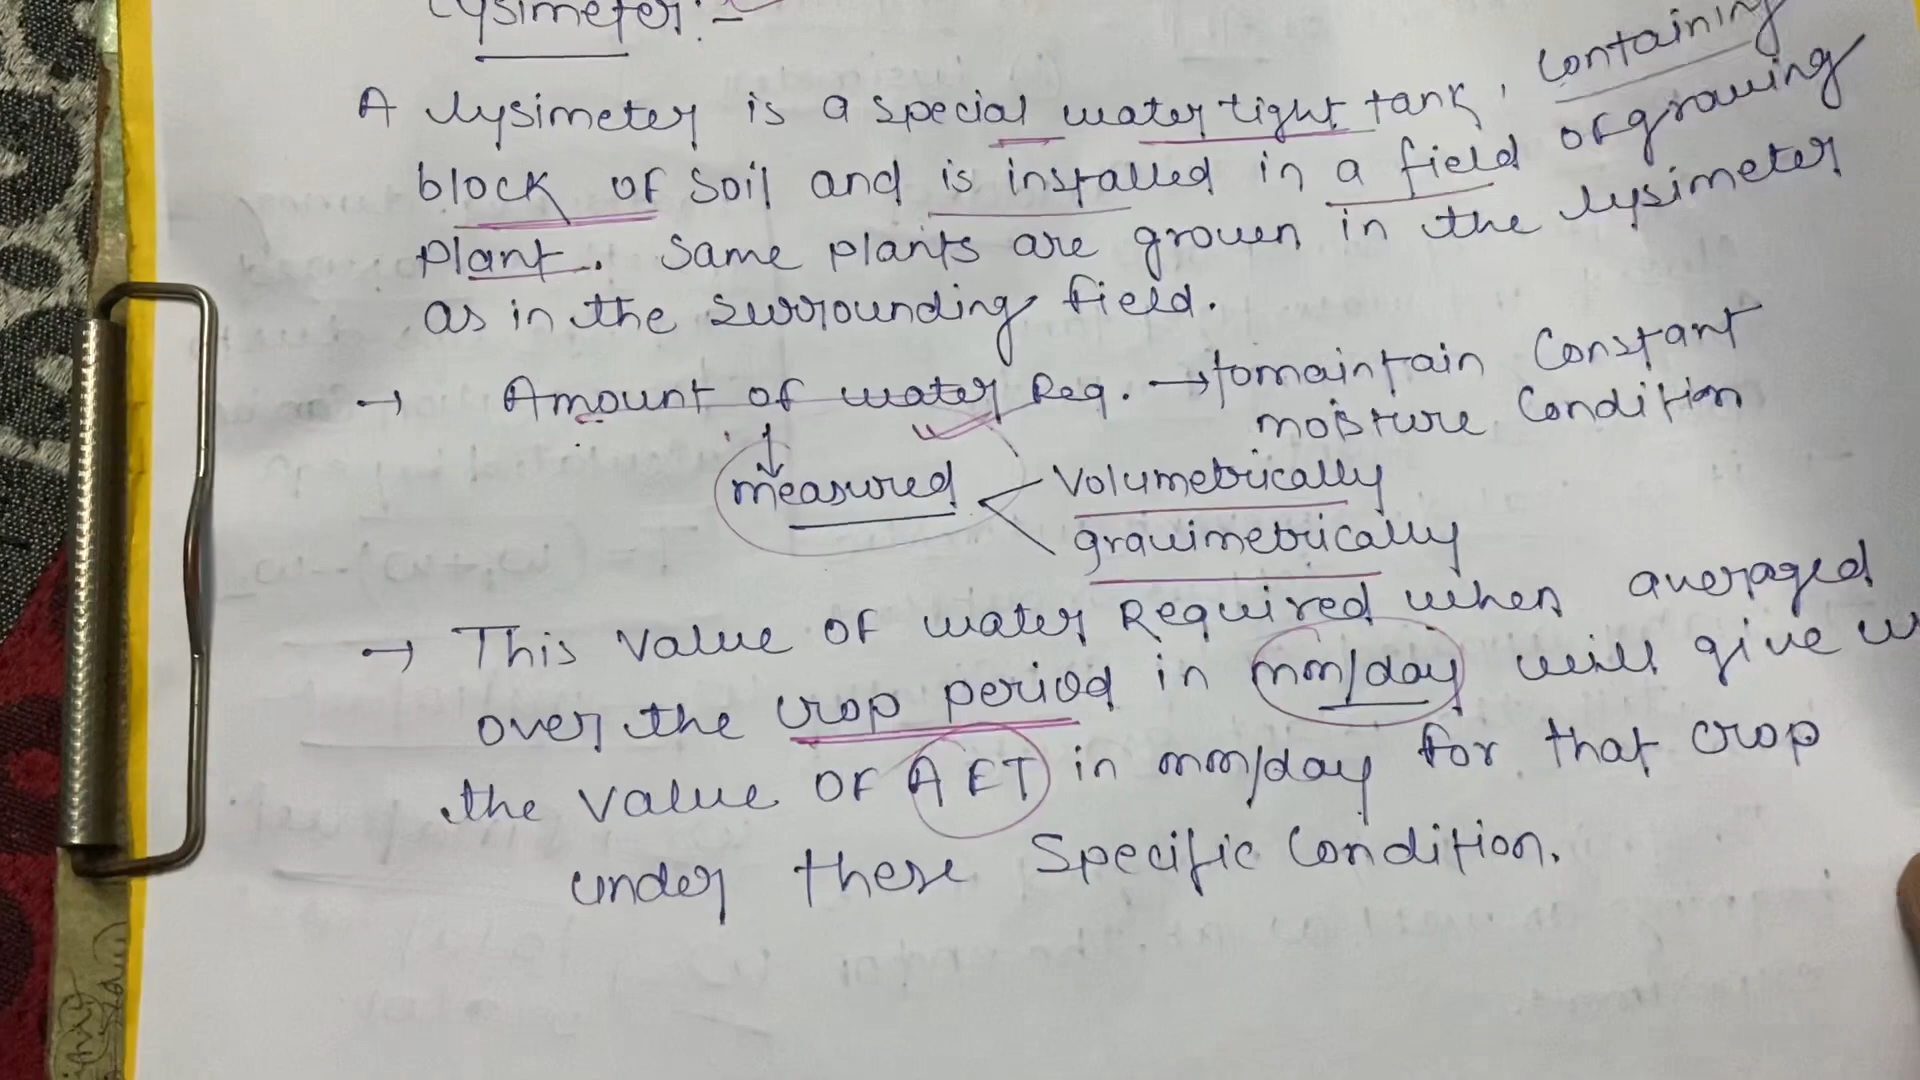 Lysimeter:-
A lysimeter is a special water tight tank, containing
block of soil and is installed in a field of growing
plant. Same plants are grown in the lysimeter
as in the surrounding field.
→ Amount of water Req. → to maintain Constant
moisture Condition
↓
measured < Volumetrically
gravimetrically
→ This value of water Required when averaged
over the crop period in mm/day will give us
the value of AET in mm/day for that crop
under these Specific Condition.